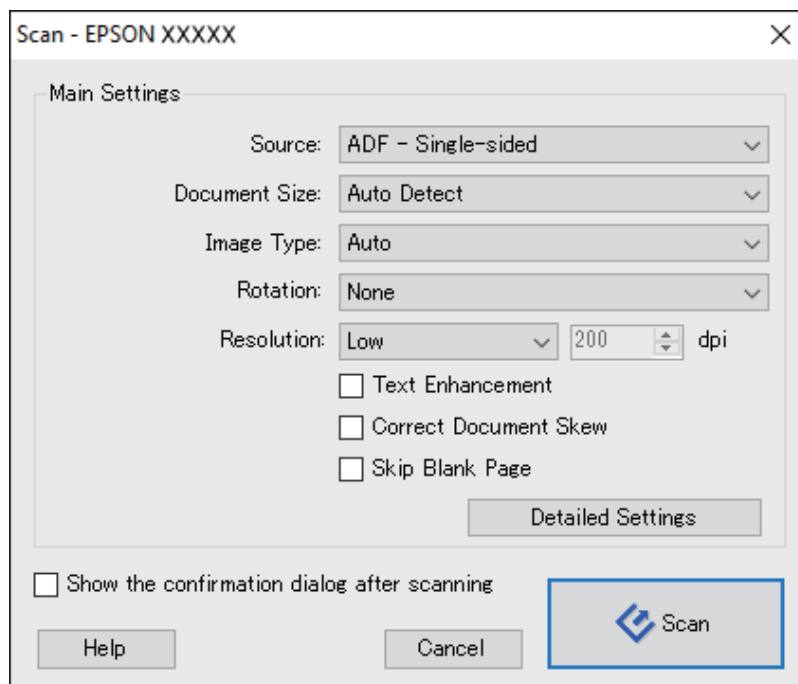 Scan - EPSON XXXXX
Main Settings
Source: ADF - Single-sided
Document Size: Auto Detect
Image Type: Auto
Rotation: None
Resolution: Low 200 dpi
Text Enhancement
Correct Document Skew
Skip Blank Page
Detailed Settings
Show the confirmation dialog after scanning
Help Cancel Scan